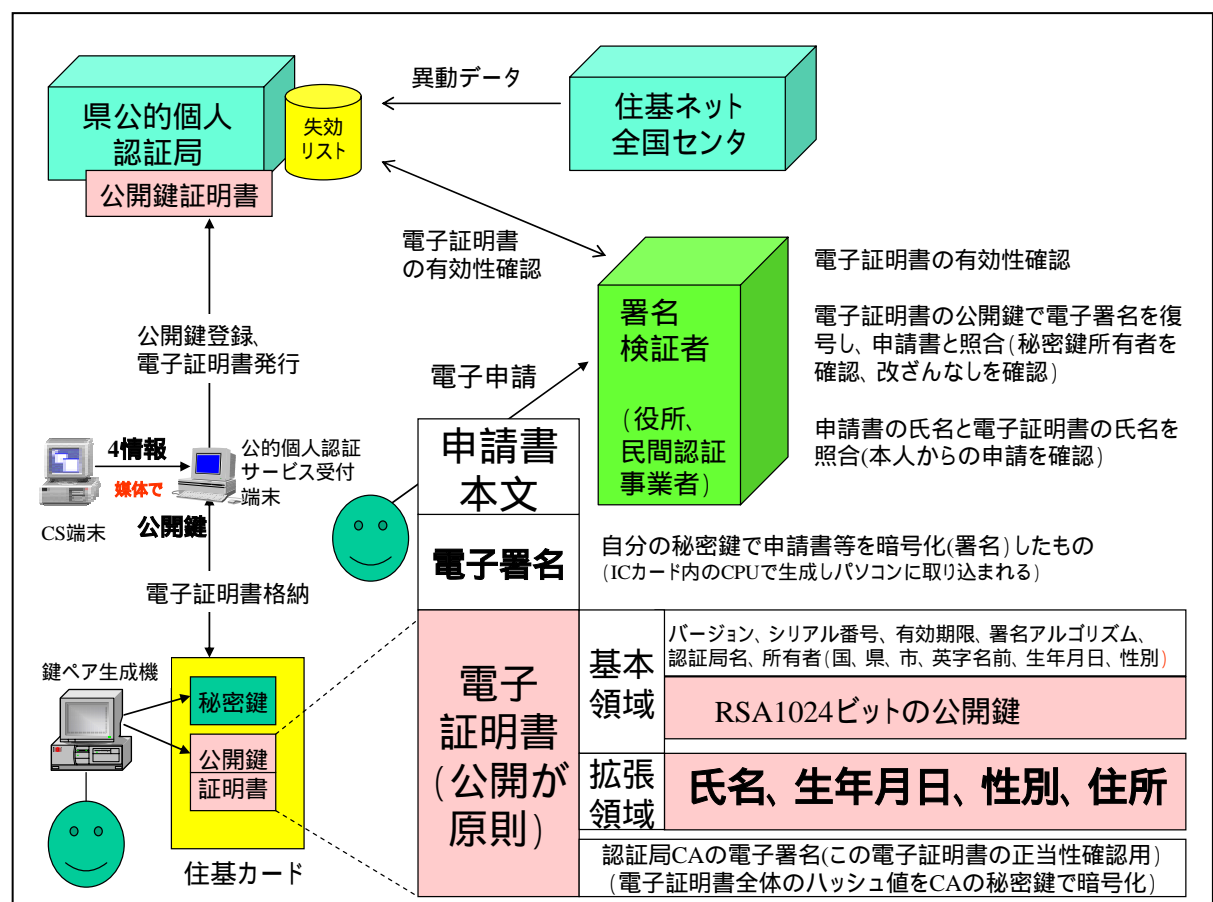 県公的個人
認証局
失効
リスト
公開鍵証明書
異動データ
住基ネット
全国センタ
電子証明書
の有効性確認
公開鍵登録、
電子証明書発行
電子申請
署名
検証者
(役所、
民間認証
事業者)
電子証明書の有効性確認
電子証明書の公開鍵で電子署名を復
号し、申請書と照合(秘密鍵所有者を
確認、改ざんなしを確認)
申請書の氏名と電子証明書の氏名を
照合(本人からの申請を確認)
4情報
媒体で
CS端末
公的個人認証
サービス受付
端末
公開鍵
電子証明書格納
申請書
本文
電子署名
自分の秘密鍵で申請書等を暗号化(署名)したもの
(ICカード内のCPUで生成しパソコンに取り込まれる)
鍵ペア生成機
秘密鍵
公開鍵
証明書
住基カード
電子
証明書
(公開が
原則)
基本
領域
バージョン、シリアル番号、有効期限、署名アルゴリズム、
認証局名、所有者(国、県、市、英字名前、生年月日、性別)
RSA1024ビットの公開鍵
拡張
領域
氏名、生年月日、性別、住所
認証局CAの電子署名(この電子証明書の正当性確認用)
(電子証明書全体のハッシュ値をCAの秘密鍵で暗号化)